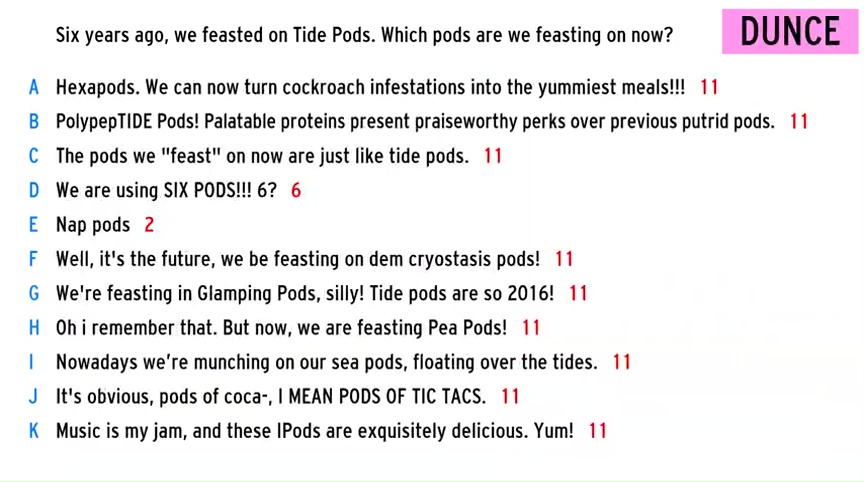 Six years ago, we feasted on Tide Pods. Which pods are we feasting on now?
DUNCE
A Hexapods. We can now turn cockroach infestations into the yummiest meals!!! 11
B PolypepTIDE Pods! Palatable proteins present praiseworthy perks over previous putrid pods. 11
C The pods we "feast" on now are just like tide pods. 11
D We are using SIX PODS!!! 6? 6
E Nap pods 2
F Well, it's the future, we be feasting on dem cryostasis pods! 11
G We're feasting in Glamping Pods, silly! Tide pods are so 2016! 11
H Oh i remember that. But now, we are feasting Pea Pods! 11
I Nowadays we’re munching on our sea pods, floating over the tides. 11
J It's obvious, pods of coca-, I MEAN PODS OF TIC TACS. 11
K Music is my jam, and these IPods are exquisitely delicious. Yum! 11